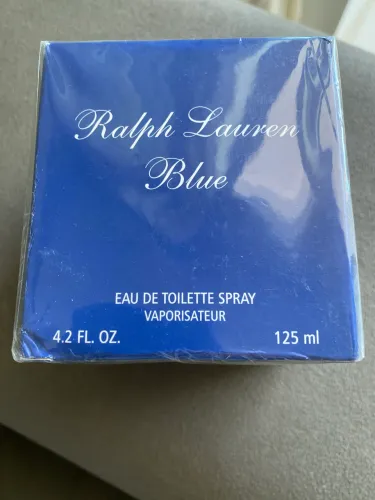 Ralph Lauren
Blue
EAU DE TOILETTE SPRAY
VAPORISATEUR
4.2 FL. OZ. 125 ml